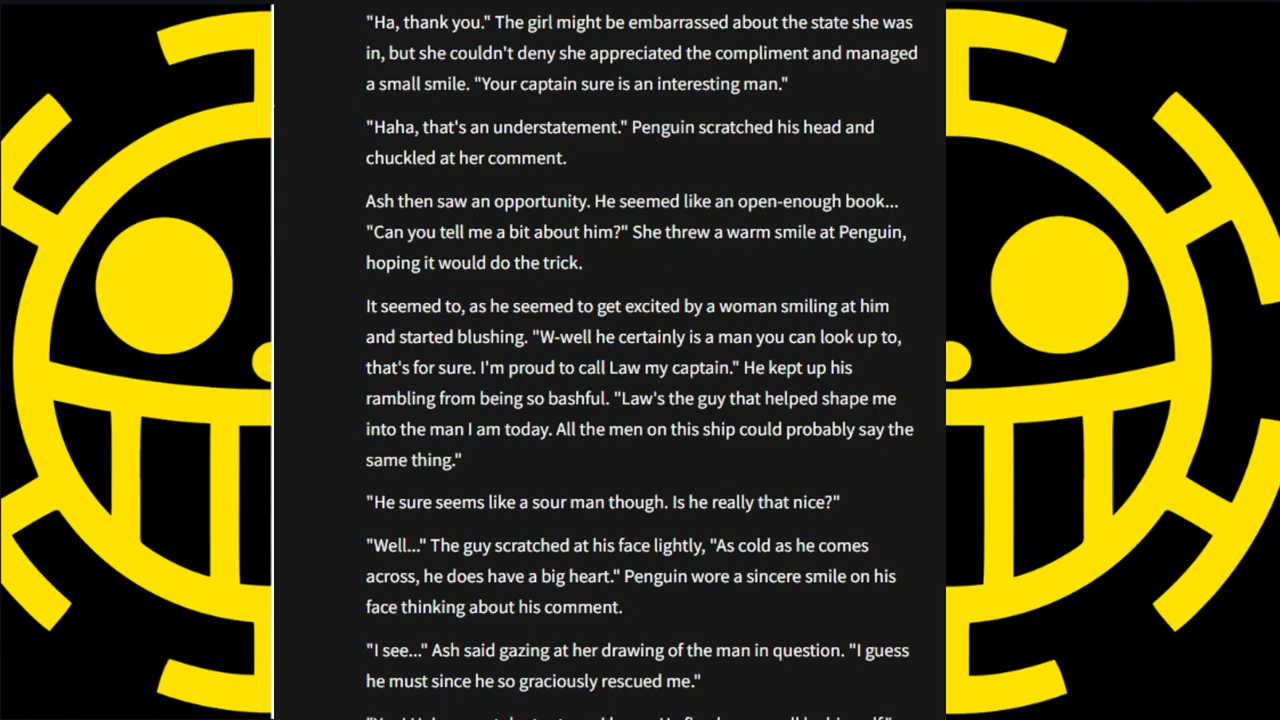 "Ha, thank you." The girl might be embarrassed about the state she was
in, but she couldn't deny she appreciated the compliment and managed
a small smile. "Your captain sure is an interesting man."
"Haha, that's an understatement." Penguin scratched his head and
chuckled at her comment.
Ash then saw an opportunity. He seemed like an open-enough book...
"Can you tell me a bit about him?" She threw a warm smile at Penguin,
hoping it would do the trick.
It seemed to, as he seemed to get excited by a woman smiling at him
and started blushing. "W-well he certainly is a man you can look up to,
that's for sure. I'm proud to call Law my captain." He kept up his
rambling from being so bashful. "Law's the guy that helped shape me
into the man I am today. All the men on this ship could probably say the
same thing."
"He sure seems like a sour man though. Is he really that nice?"
"Well..." The guy scratched at his face lightly, "As cold as he comes
across, he does have a big heart." Penguin wore a sincere smile on his
face thinking about his comment.
"I see..." Ash said gazing at her drawing of the man in question. "I guess
he must since he so graciously rescued me."